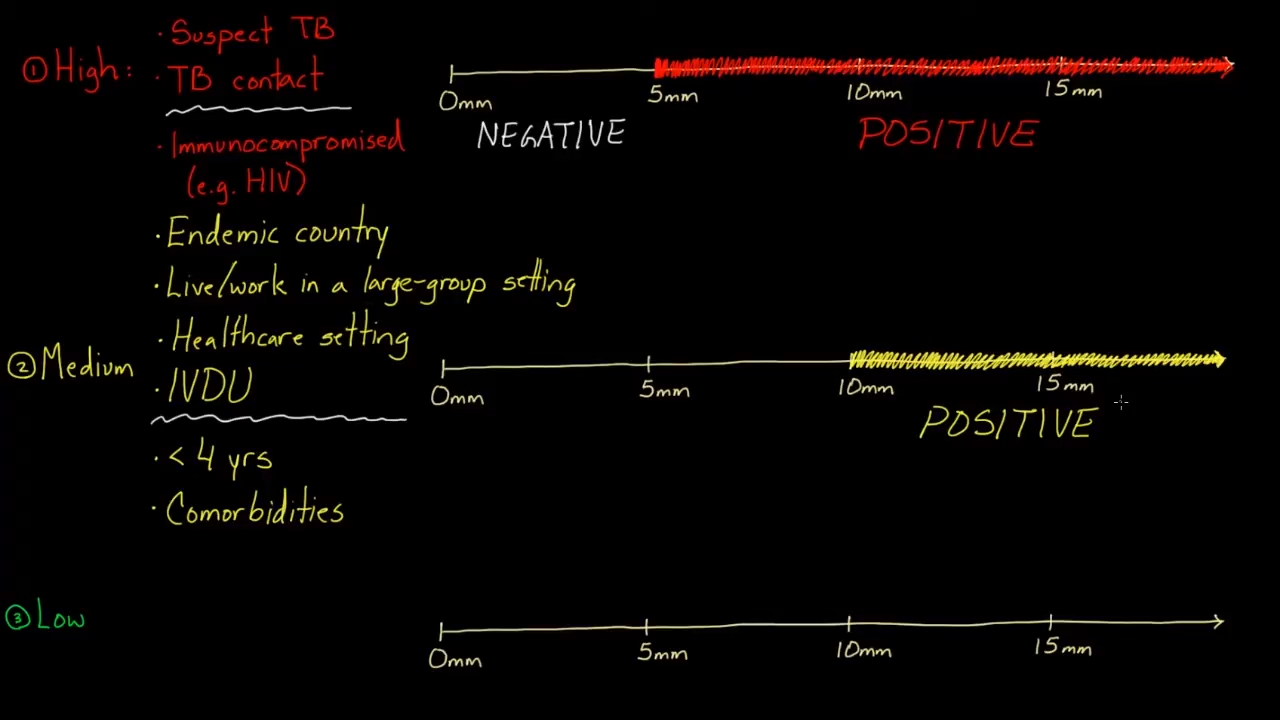 ① High:
· Suspect TB
· TB contact
· Immunocompromised
(e.g. HIV)
0mm 5mm 10mm 15mm
NEGATIVE POSITIVE
② Medium
· Endemic country
· Live/work in a large-group setting
· Healthcare setting
· IVDU
· < 4 yrs
· Comorbidities
0mm 5mm 10mm 15mm
POSITIVE
③ Low
0mm 5mm 10mm 15mm